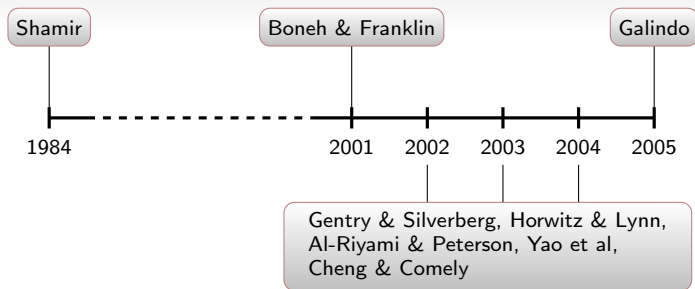 Shamir
Boneh & Franklin
Galindo
1984
2001
2002
2003
2004
2005
Gentry & Silverberg, Horwitz & Lynn,
Al-Riyami & Peterson, Yao et al,
Cheng & Comely